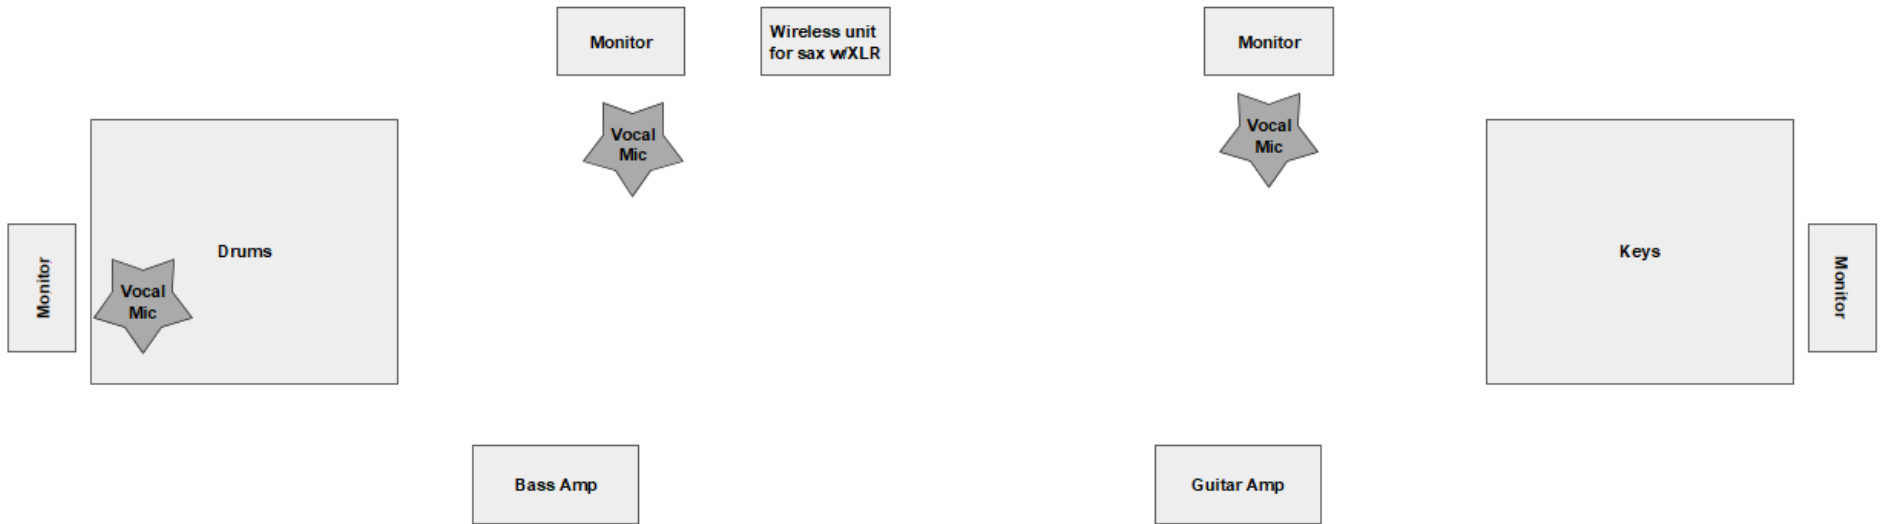 Monitor
Wireless unit
for sax w/XLR
Monitor
Vocal
Mic
Vocal
Mic
Drums
Keys
Monitor
Vocal
Mic
Monitor
Bass Amp
Guitar Amp